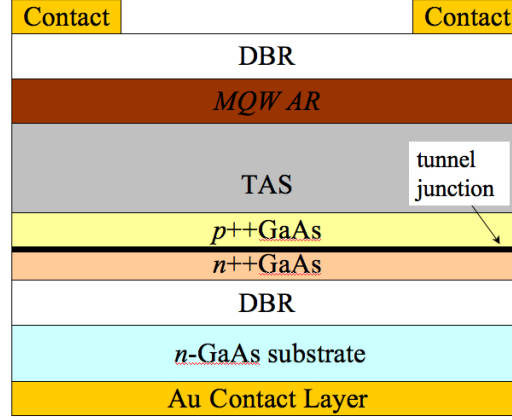 Contact Contact
DBR
MQW AR
tunnel
junction
TAS
p++GaAs
n++GaAs
DBR
n-GaAs substrate
Au Contact Layer